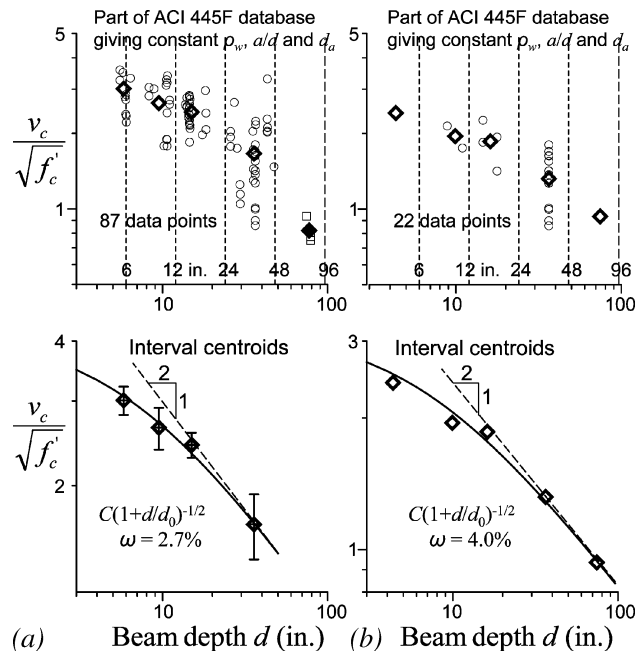 Part of ACI 445F database
giving constant ρw, a/d and da
5
vc
√f'c
1
87 data points
6
12 in.
24
48
96
10
100
Part of ACI 445F database
giving constant ρw, a/d and da
5
1
22 data points
6
12
in.
24
48
96
10
100
4
vc
√f'c
2
Interval centroids
2
1
C(1+d/d0)-1/2
ω = 2.7%
10
100
3
1
Interval centroids
2
1
C(1+d/d0)-1/2
ω = 4.0%
10
100
(a) Beam depth d (in.)
(b) Beam depth d (in.)